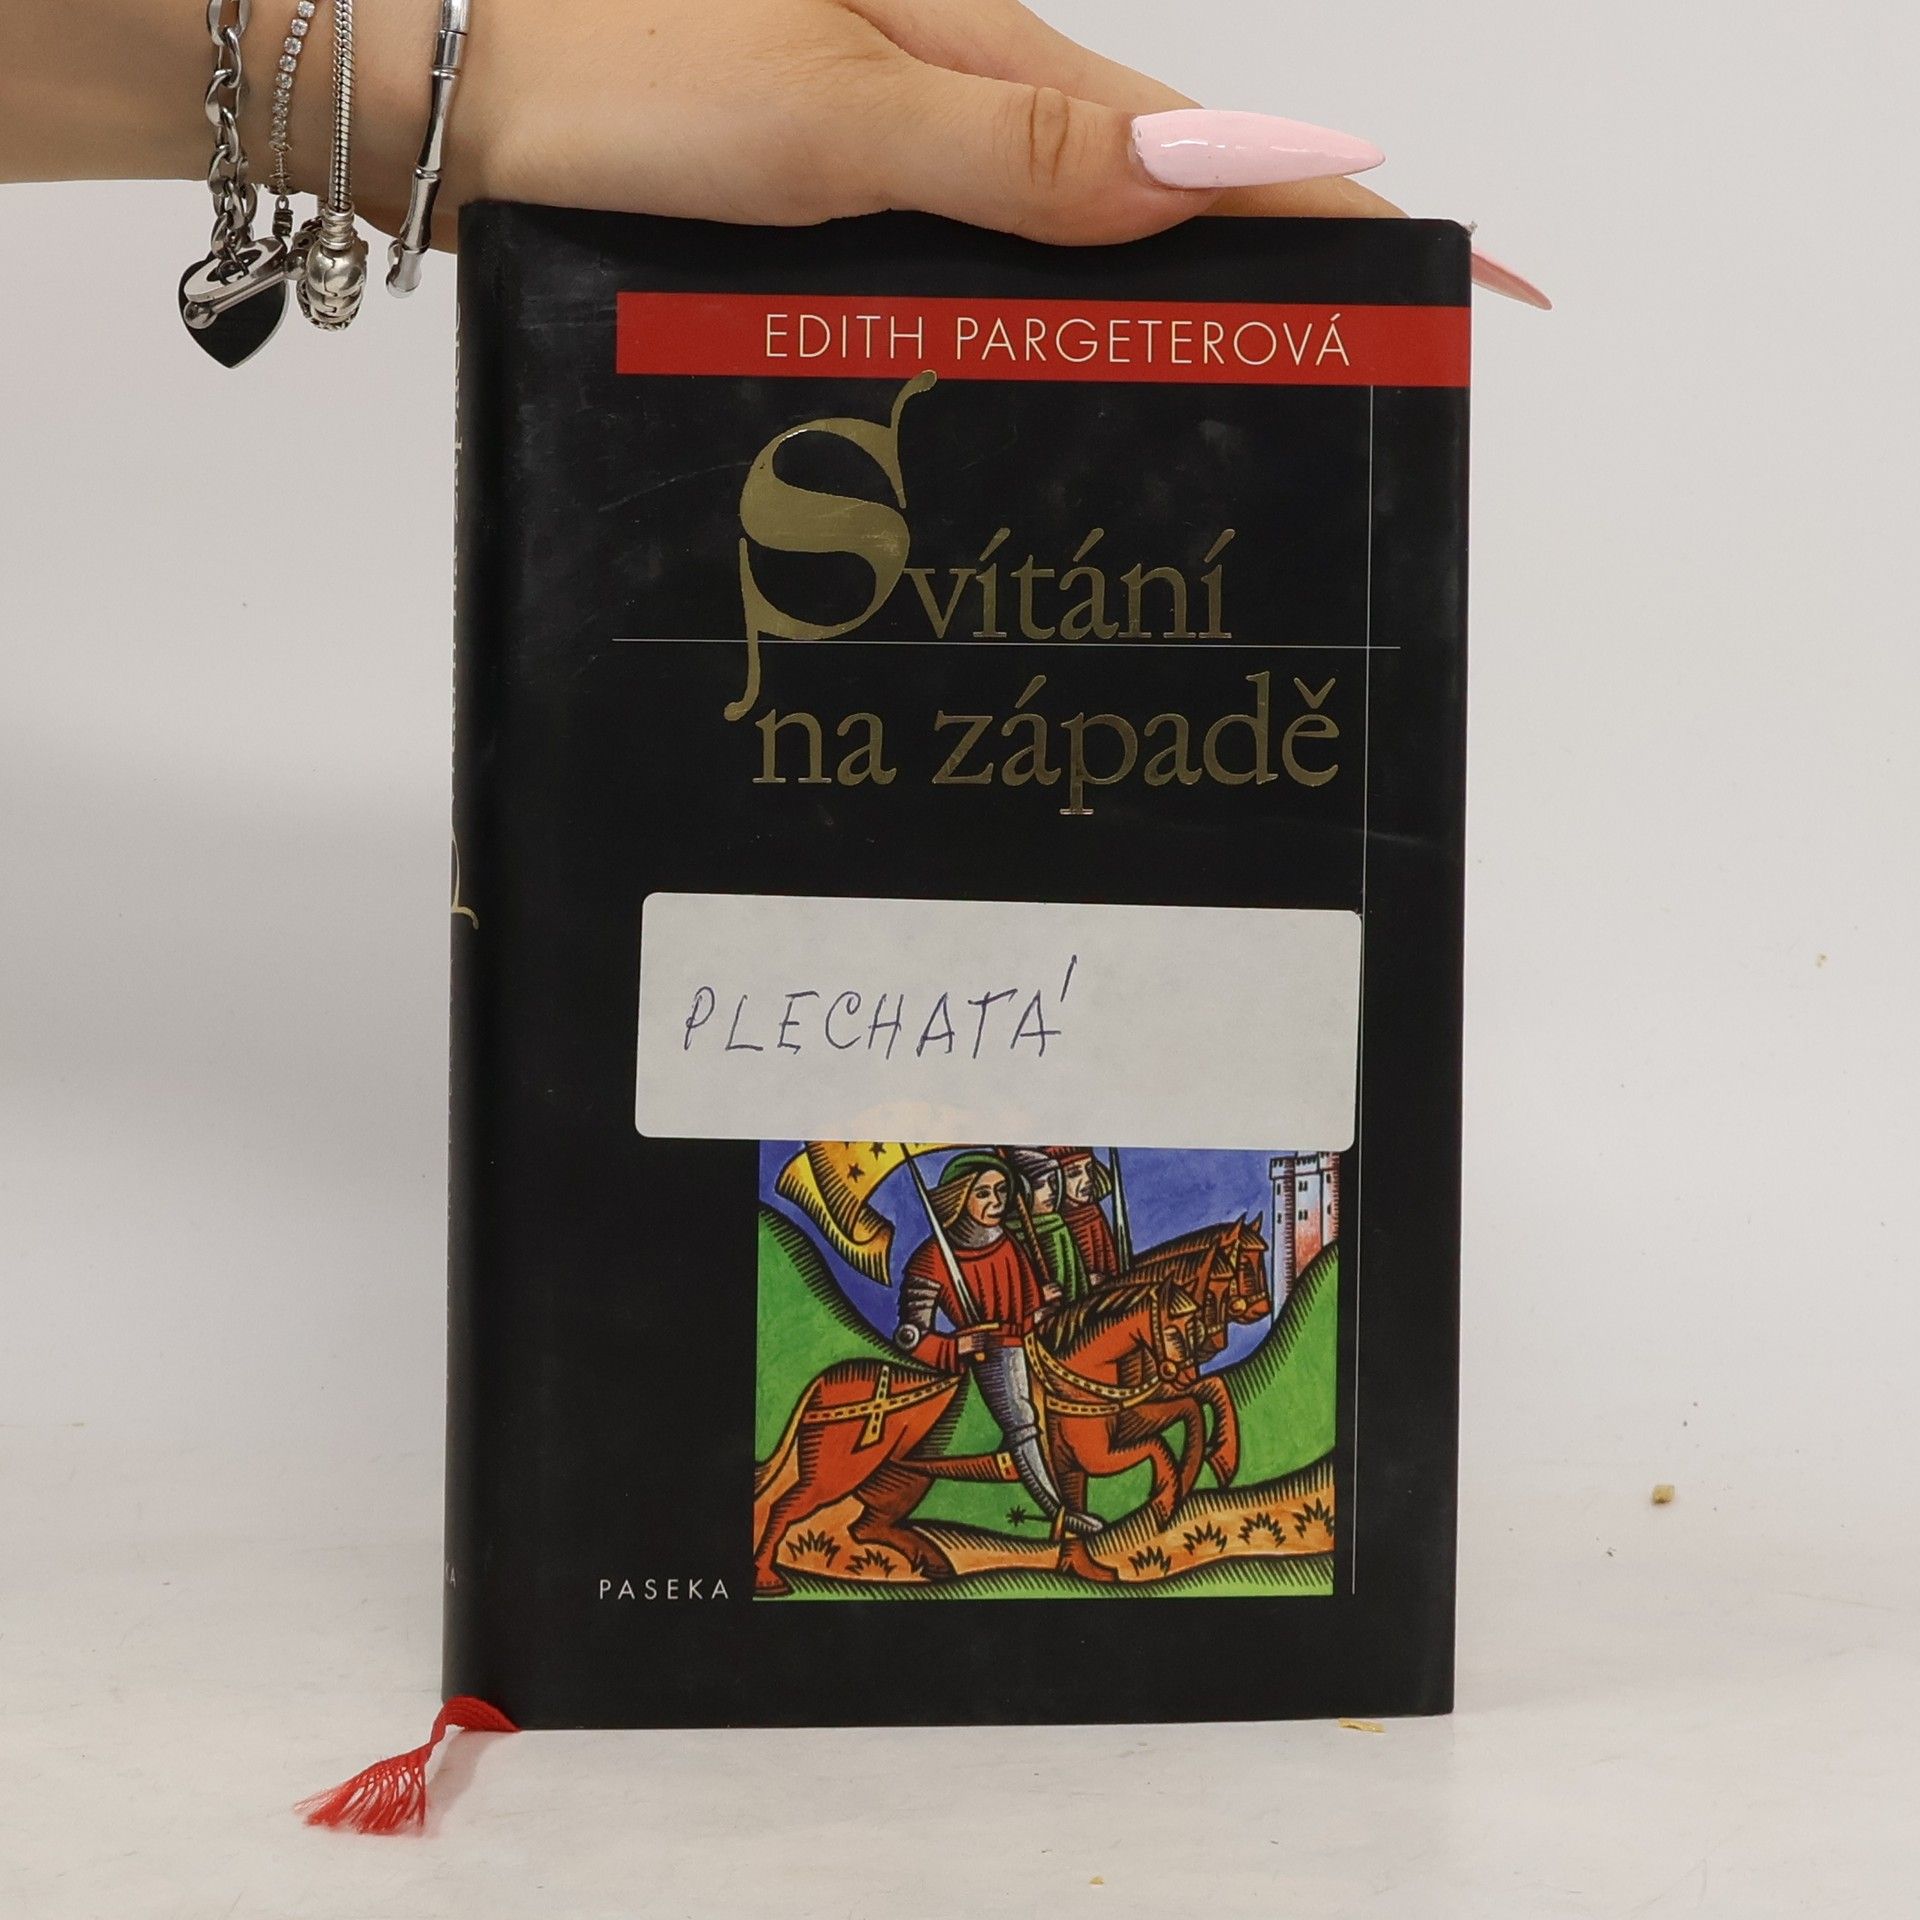 EDITH PARGETEROVÁ
Svítání
na západě
PLECHATÁ
PASEKA